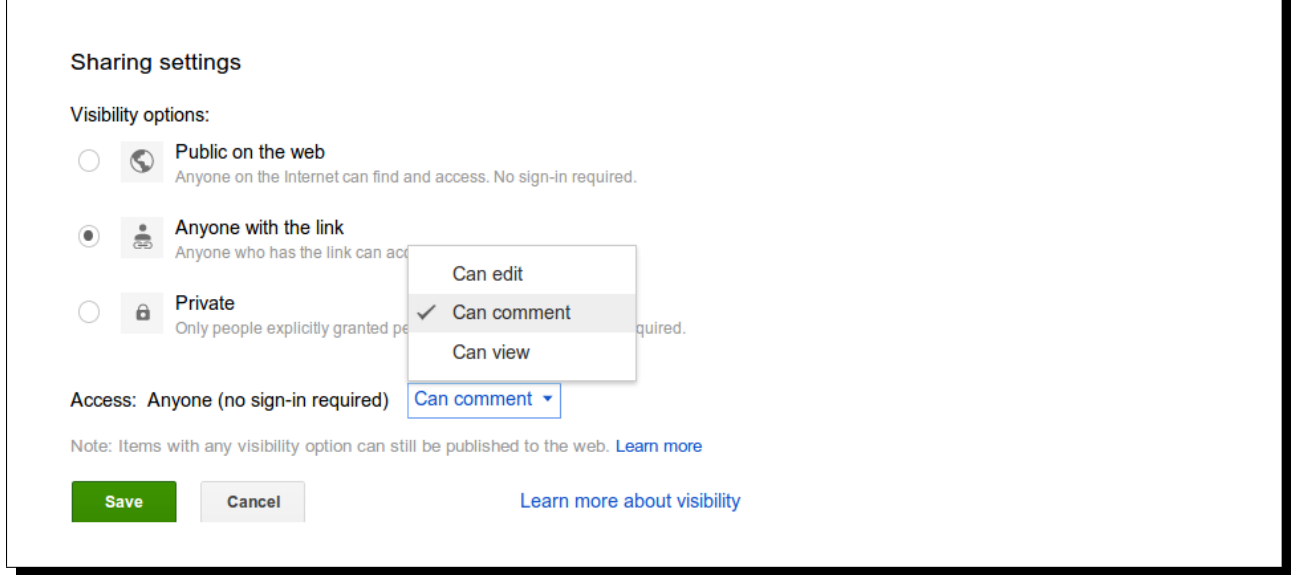 Sharing settings
Visibility options:
Public on the web
Anyone on the Internet can find and access. No sign-in required.
Anyone with the link
Anyone who has the link can
Can edit
Private
Can comment
Only people explicitly granted
Can view
Access: Anyone (no sign-in required) Can comment
Note: Items with any visibility option can still be published to the web. Learn more
Save Cancel Learn more about visibility